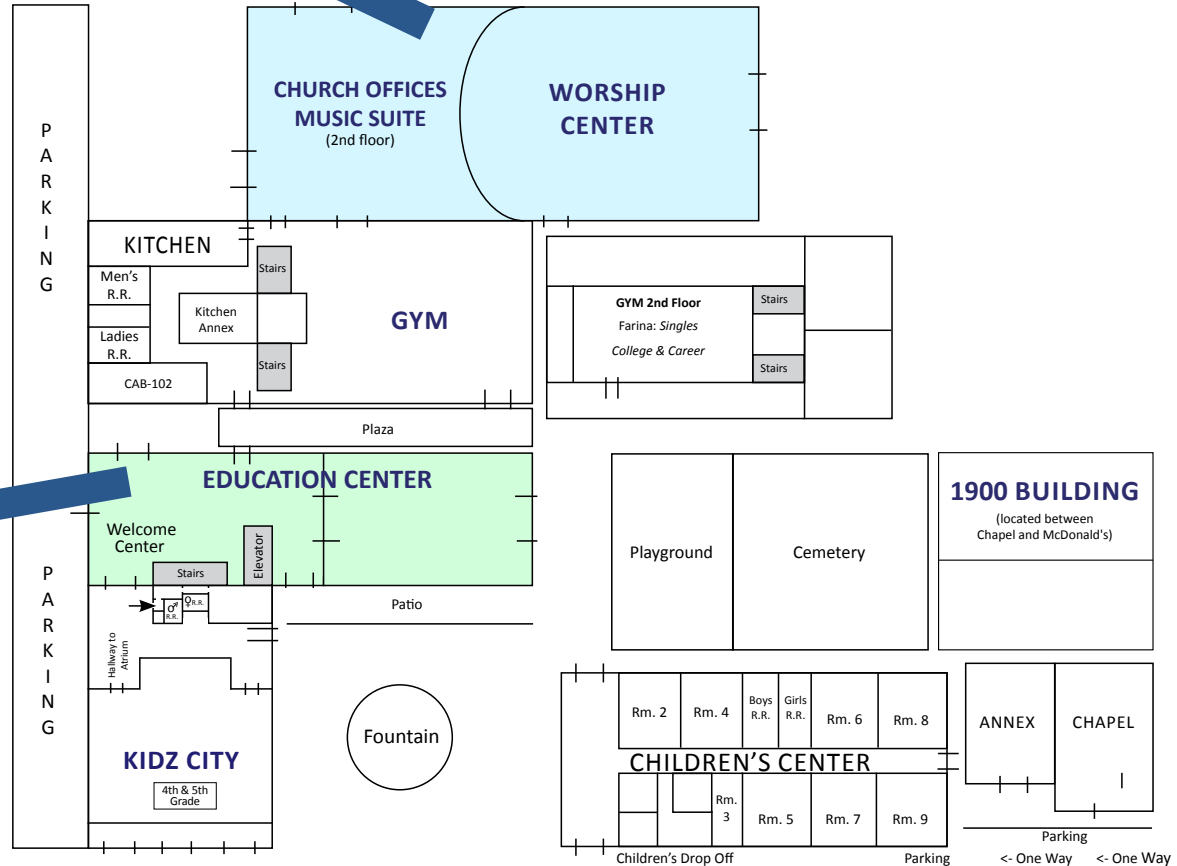 PARKING
CHURCH OFFICES
MUSIC SUITE
(2nd floor)
WORSHIP
CENTER
KITCHEN
Men’s
R.R.
Ladies
R.R.
CAB-102
Kitchen
Annex
Stairs
Stairs
GYM
GYM 2nd Floor
Farina: Singles
College & Career
Stairs
Stairs
Plaza
EDUCATION CENTER
Welcome
Center
Stairs
Elevator
PARKING
♂
R.R.
♀R.R.
Hallway to
Atrium
Patio
KIDZ CITY
4th & 5th
Grade
Fountain
Playground
Cemetery
1900 BUILDING
(located between
Chapel and McDonald's)
Rm. 2
Rm. 4
Boys
R.R.
Girls
R.R.
Rm. 6
Rm. 8
CHILDREN’S CENTER
Rm.
3
Rm. 5
Rm. 7
Rm. 9
Children’s Drop Off
Parking
ANNEX
CHAPEL
Parking
<- One Way
<- One Way